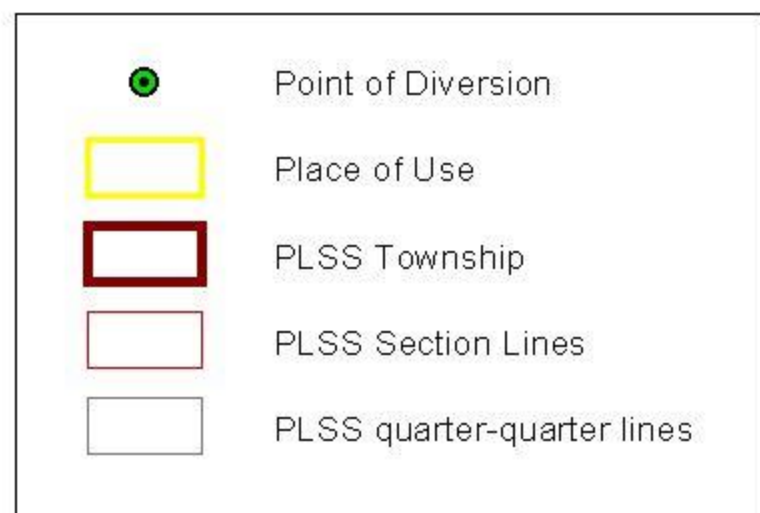 Point of Diversion
Place of Use
PLSS Township
PLSS Section Lines
PLSS quarter-quarter lines